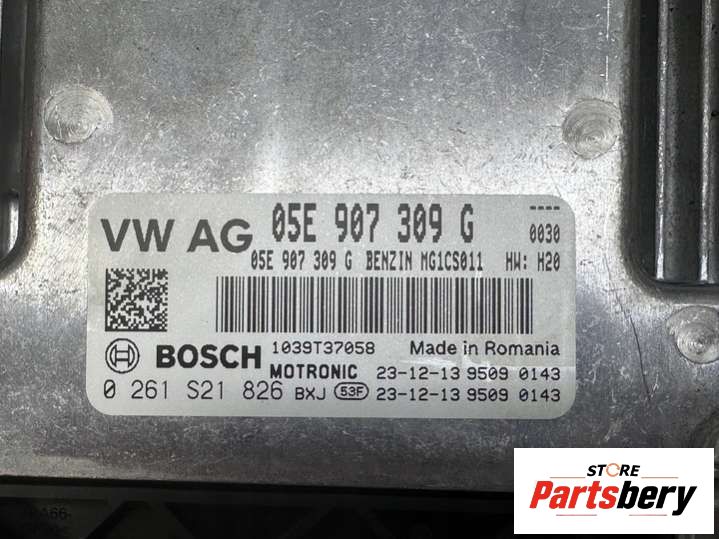 VW AG 05E 907 309 G ----
0030
05E 907 309 G BENZIN MG1CS011 HW: H20
BOSCH 1039T37058 Made in Romania
MOTRONIC 23-12-13 9509 0143
0 261 S21 826 BXJ 53F 23-12-13 9509 0143
STORE
Partsbery